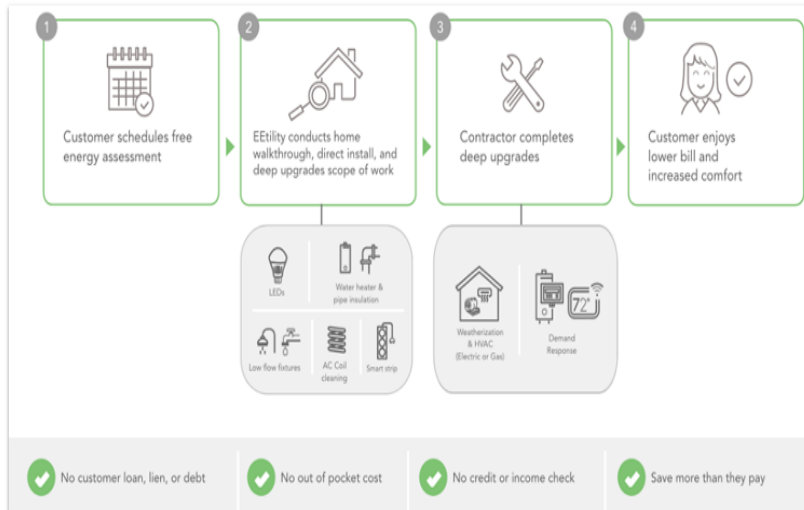 1
Customer schedules free
energy assessment
2
EEtility conducts home
walkthrough, direct install, and
deep upgrades scope of work
3
Contractor completes
deep upgrades
4
Customer enjoys
lower bill and
increased comfort
LEDs
Water heater &
pipe insulation
Low flow fixtures
AC Coil
cleaning
Smart strip
Weatherization
& HVAC
(Electric or Gas)
72°
Demand
Response
No customer loan, lien, or debt
No out of pocket cost
No credit or income check
Save more than they pay